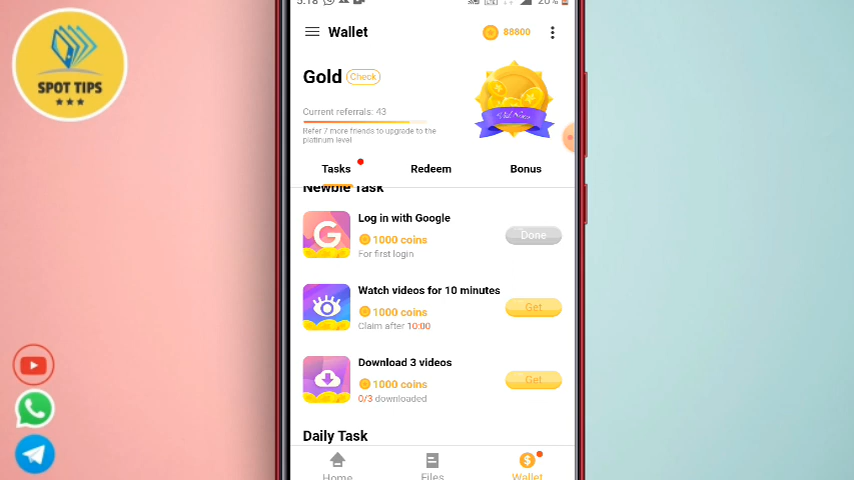 5:18
20%
Wallet
88800
SPOT TIPS
Gold
Check
Current referrals: 43
Refer 7 more friends to upgrade to the
platinum level
Tasks
Redeem
Bonus
Newbie Task
Log in with Google
1000 coins
For first login
Done
Watch videos for 10 minutes
1000 coins
Claim after 10:00
Get
Download 3 videos
1000 coins
0/3 downloaded
Get
Daily Task
Home
Files
Wallet